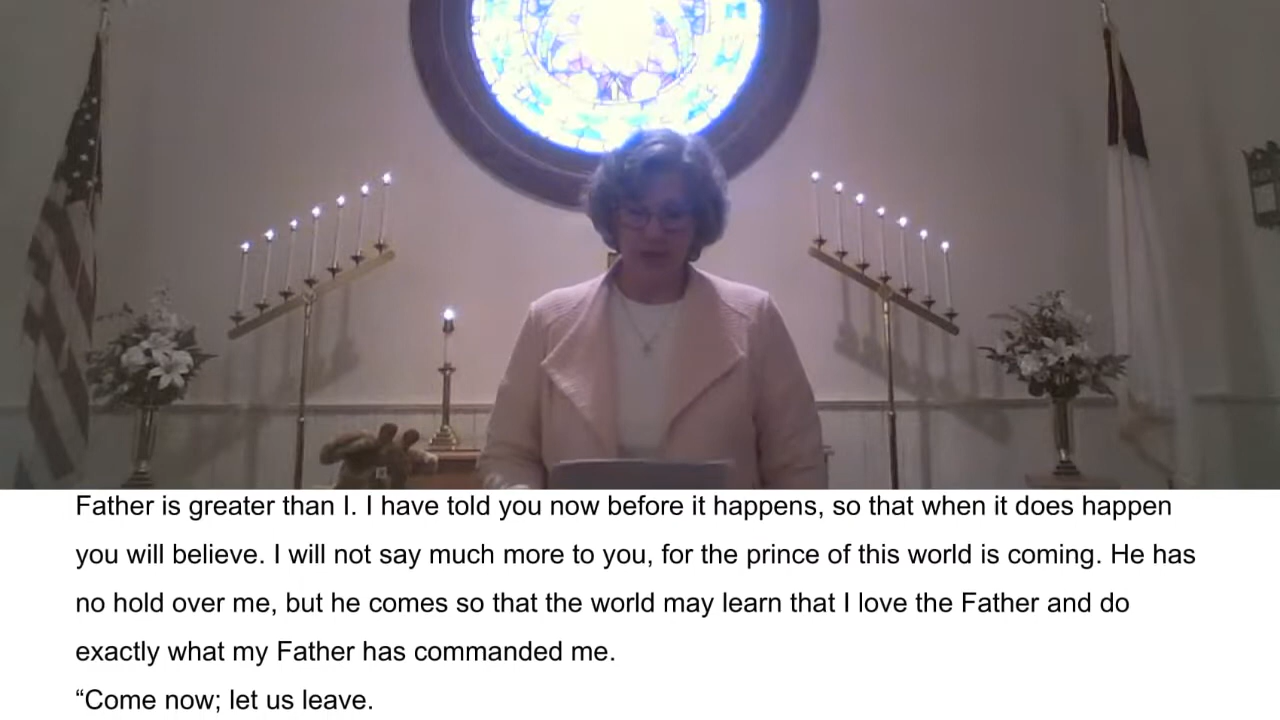 Father is greater than I. I have told you now before it happens, so that when it does happen
you will believe. I will not say much more to you, for the prince of this world is coming. He has
no hold over me, but he comes so that the world may learn that I love the Father and do
exactly what my Father has commanded me.
“Come now; let us leave.